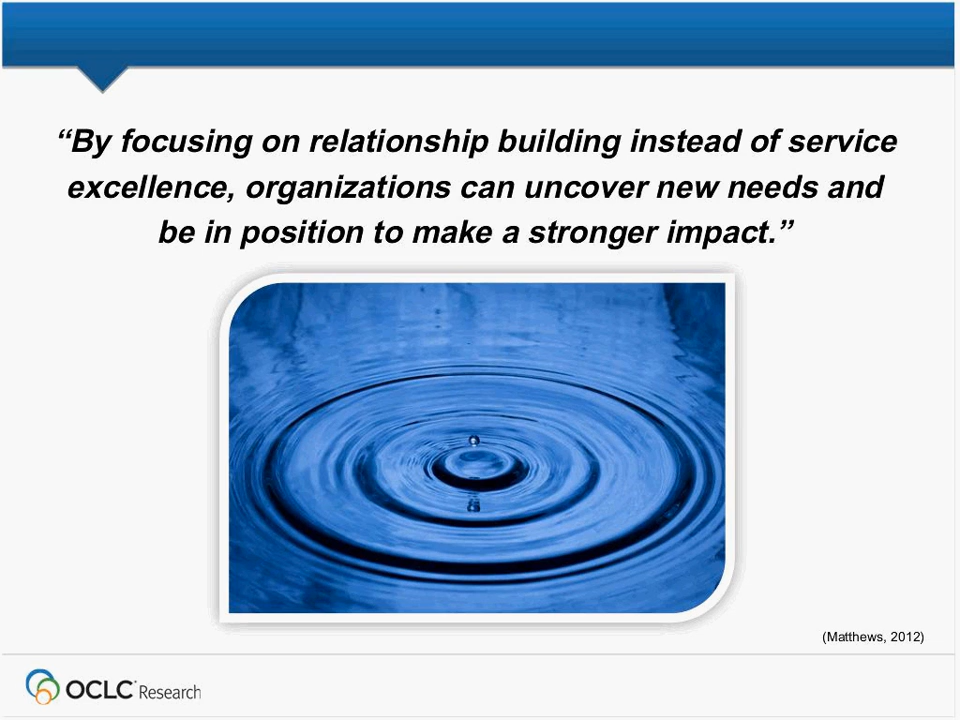 “By focusing on relationship building instead of service
excellence, organizations can uncover new needs and
be in position to make a stronger impact.”
(Matthews, 2012)
OCLC Research